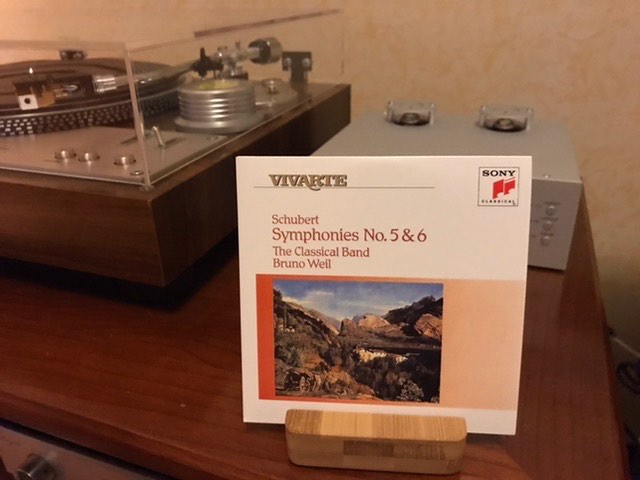 VIVARTE
SONY
CLASSICAL
Schubert
Symphonies No. 5 & 6
The Classical Band
Bruno Weil